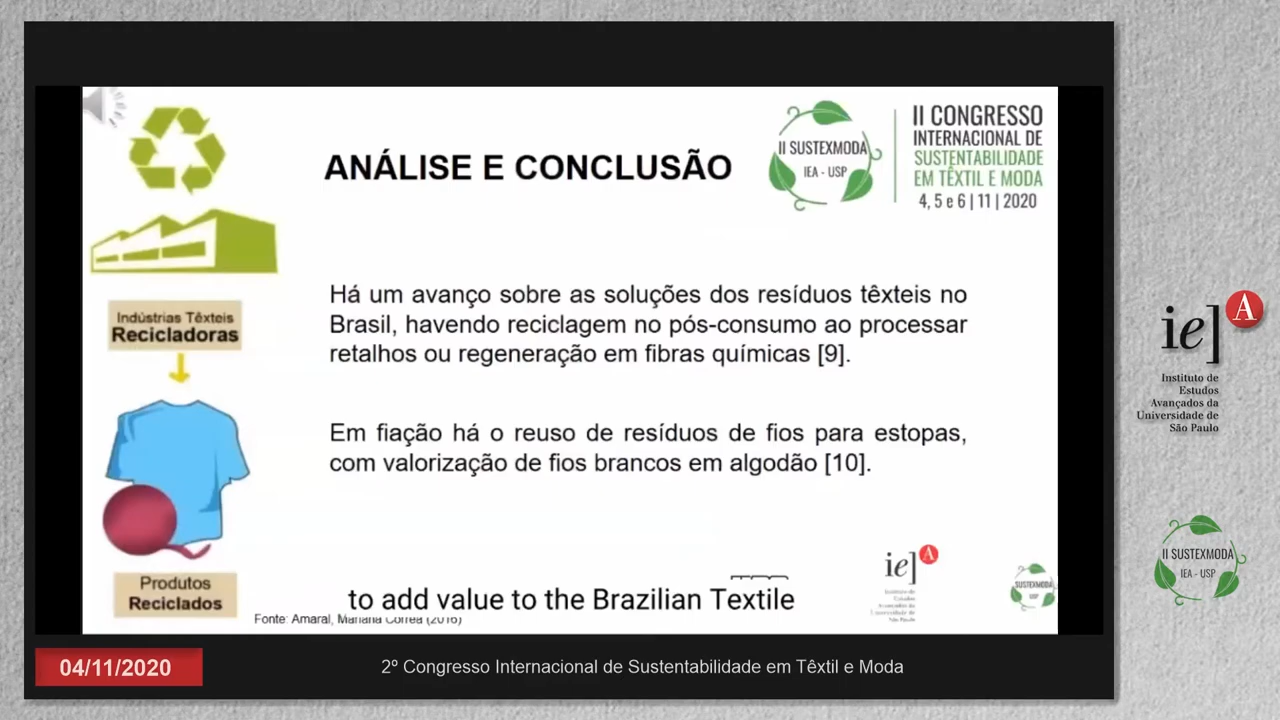 ANÁLISE E CONCLUSÃO
II SUSTEXMODA
IEA - USP
II CONGRESSO
INTERNACIONAL DE
SUSTENTABILIDADE
EM TÊXTIL E MODA
4, 5 e 6 | 11 | 2020
Indústrias Têxteis
Recicladoras
Há um avanço sobre as soluções dos resíduos têxteis no
Brasil, havendo reciclagem no pós-consumo ao processar
retalhos ou regeneração em fibras químicas [9].
Em fiação há o reuso de resíduos de fios para estopas,
com valorização de fios brancos em algodão [10].
Produtos
Reciclados
to add value to the Brazilian Textile
Fonte: Amaral, Mariana Correa (2016)
ie] A
SUSTEXMODA
USP
ie] A
Instituto de
Estudos
Avançados da
Universidade de
São Paulo
II SUSTEXMODA
IEA - USP
04/11/2020
2º Congresso Internacional de Sustentabilidade em Têxtil e Moda